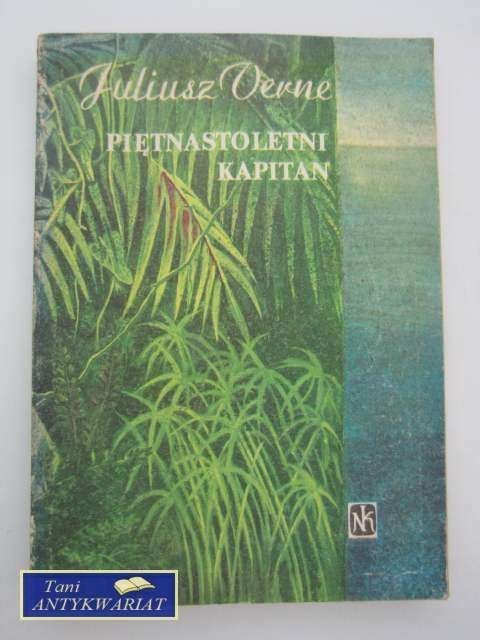 Juliusz Verne
PIĘTNASTOLETNI
KAPITAN
NK
Tani
ANTYKWARIAT